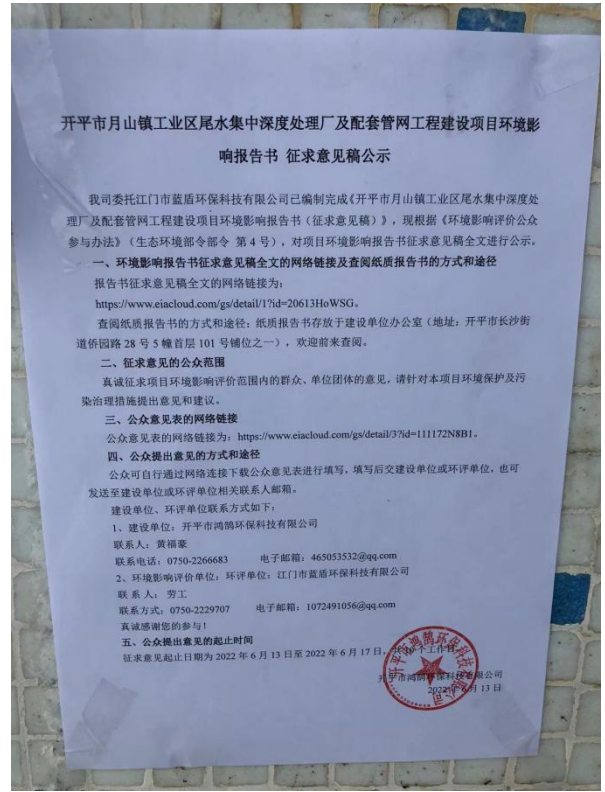 开平市月山镇工业区尾水集中深度处理厂及配套管网工程建设项目环境影
响报告书 征求意见稿公示
我司委托江门市蓝盾环保科技有限公司已编制完成《开平市月山镇工业区尾水集中深度处
理厂及配套管网工程建设项目环境影响报告书（征求意见稿）》，现根据《环境影响评价公众
参与办法》（生态环境部令部令 第 4 号），对项目环境影响报告书征求意见稿全文进行公示。
一、环境影响报告书征求意见稿全文的网络链接及查阅纸质报告书的方式和途径
报告书征求意见稿全文的网络链接为：
https://www.eiacloud.com/gs/detail/1?id=20613HoWSG。
查阅纸质报告书的方式和途径：纸质报告书存放于建设单位办公室（地址：开平市长沙街
道侨园路 28 号 5 幢首层 101 号铺位之一），欢迎前来查阅。
二、征求意见的公众范围
真诚征求项目环境影响评价范围内的群众、单位团体的意见，请针对本项目环境保护及污
染治理措施提出意见和建议。
三、公众意见表的网络链接
公众意见表的网络链接为：https://www.eiacloud.com/gs/detail/3?id=111172N8B1。
四、公众提出意见的方式和途径
公众可自行通过网络连接下载公众意见表进行填写，填写后交建设单位或环评单位，也可
发送至建设单位或环评单位相关联系人邮箱。
建设单位、环评单位联系方式如下：
1、建设单位：开平市鸿鹄环保科技有限公司
联系人：黄福豪
联系电话：0750-2266683 电子邮箱：465053532@qq.com
2、环境影响评价单位：环评单位：江门市蓝盾环保科技有限公司
联 系 人：劳工
联系方式：0750-2229707 电子邮箱：1072491056@qq.com
真诚感谢您的参与！
五、公众提出意见的起止时间
征求意见起止日期为 2022 年 6 月 13 日至 2022 年 6 月 17 日，个工作日。
开平市鸿鹄环保科技有限公司
开平市鸿鹄环保科技有限公司
2022 年 6 月 13 日